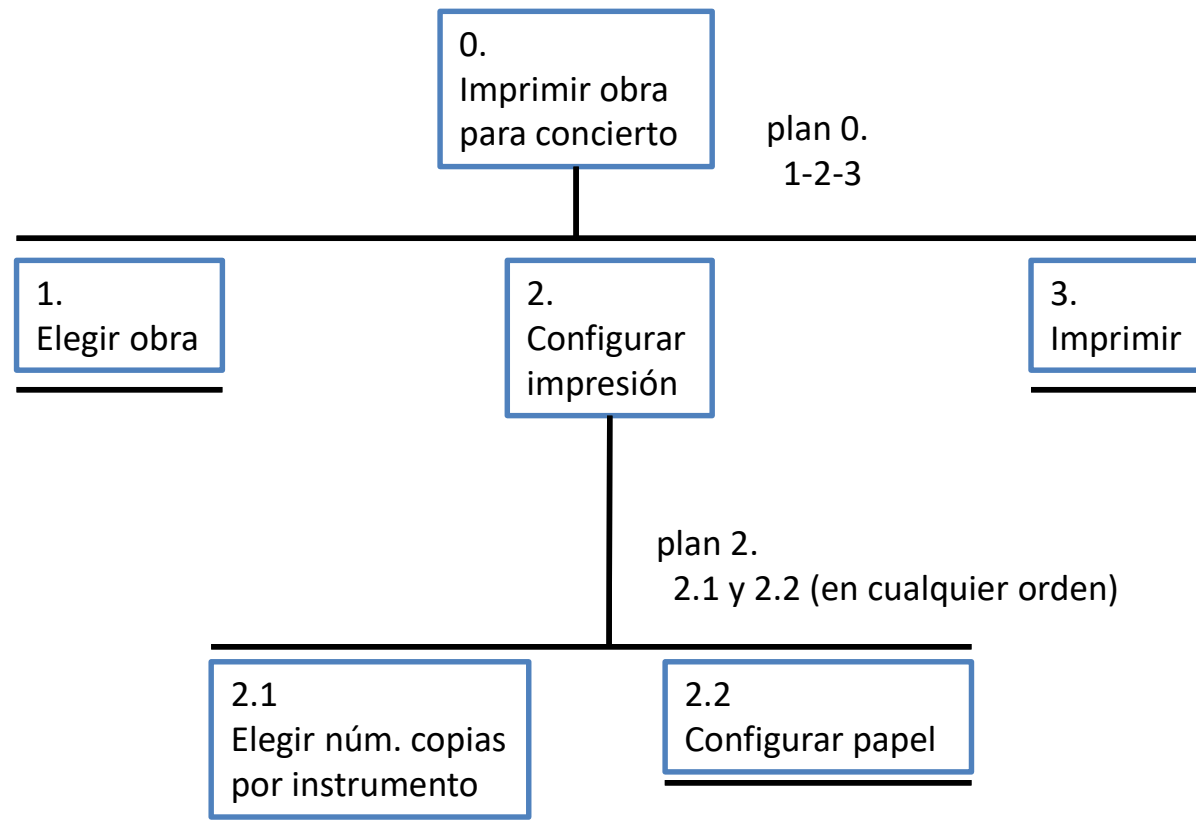 0.
Imprimir obra
para concierto
plan 0.
1-2-3
1.
Elegir obra
2.
Configurar
impresión
3.
Imprimir
plan 2.
2.1 y 2.2 (en cualquier orden)
2.1
Elegir núm. copias
por instrumento
2.2
Configurar papel